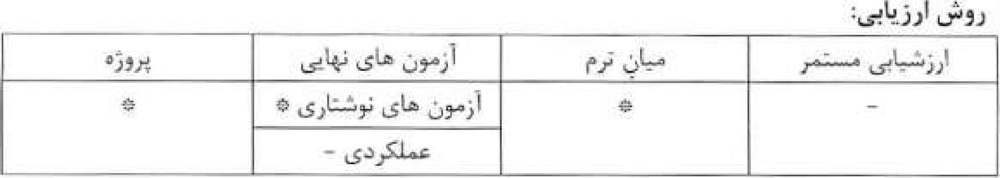 روش ارزیابی:
ارزشیابی مستمر میان ترم آزمون های نهایی پروژه
- * آزمون های نوشتاری * *
عملکردی -